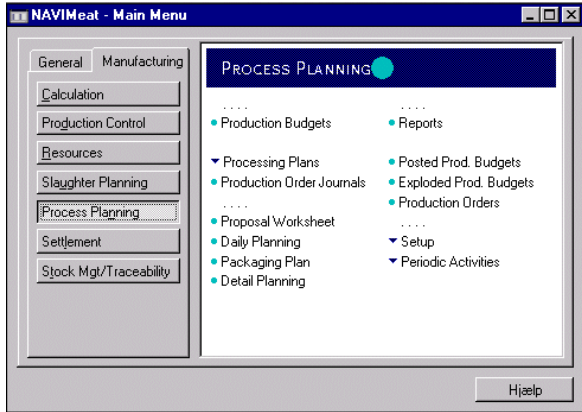 NAVIMeat - Main Menu
General
Manufacturing
Calculation
Production Control
Resources
Slaughter Planning
Process Planning
Settlement
Stock Mgt/Traceability
PROCESS PLANNING
. . . .
Production Budgets
Processing Plans
Production Order Journals
. . . .
Proposal Worksheet
Daily Planning
Packaging Plan
Detail Planning
. . . .
Reports
Posted Prod. Budgets
Exploded Prod. Budgets
Production Orders
. . . .
Setup
Periodic Activities
Hjælp